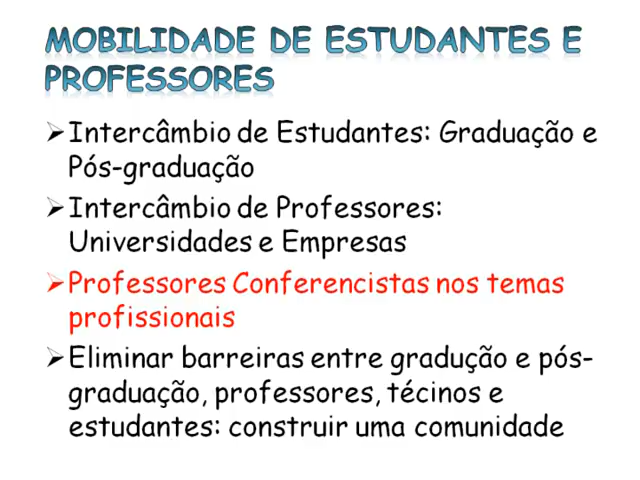 MOBILIDADE DE ESTUDANTES E
PROFESSORES
➢Intercâmbio de Estudantes: Graduação e
Pós-graduação
➢Intercâmbio de Professores:
Universidades e Empresas
➢Professores Conferencistas nos temas
profissionais
➢Eliminar barreiras entre gradução e pós-
graduação, professores, técinos e
estudantes: construir uma comunidade